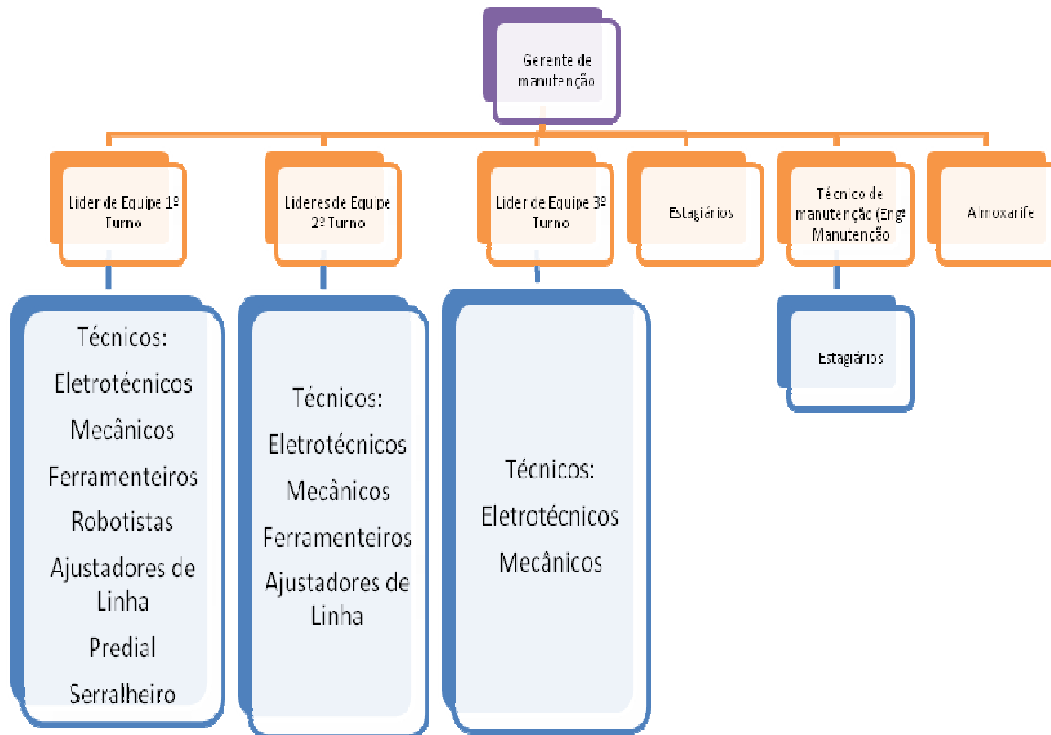 Gerente de
manutenção
Lider de Equipe 1º
Turno
Lideres de Equipe
2º Turno
Lider de Equipe 3º
Turno
Estagiários
Técnico de
manutenção (Engª
Manutenção
Almoxarife
Técnicos:
Eletrotécnicos
Mecânicos
Ferramenteiros
Robotistas
Ajustadores de
Linha
Predial
Serralheiro
Técnicos:
Eletrotécnicos
Mecânicos
Ferramenteiros
Ajustadores de
Linha
Técnicos:
Eletrotécnicos
Mecânicos
Estagiários